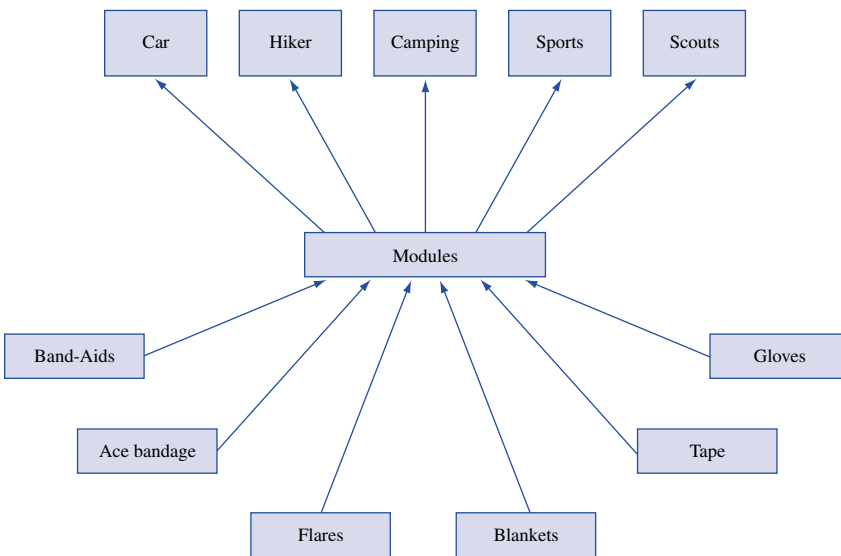 Car
Hiker
Camping
Sports
Scouts
Modules
Band-Aids
Gloves
Ace bandage
Tape
Flares
Blankets